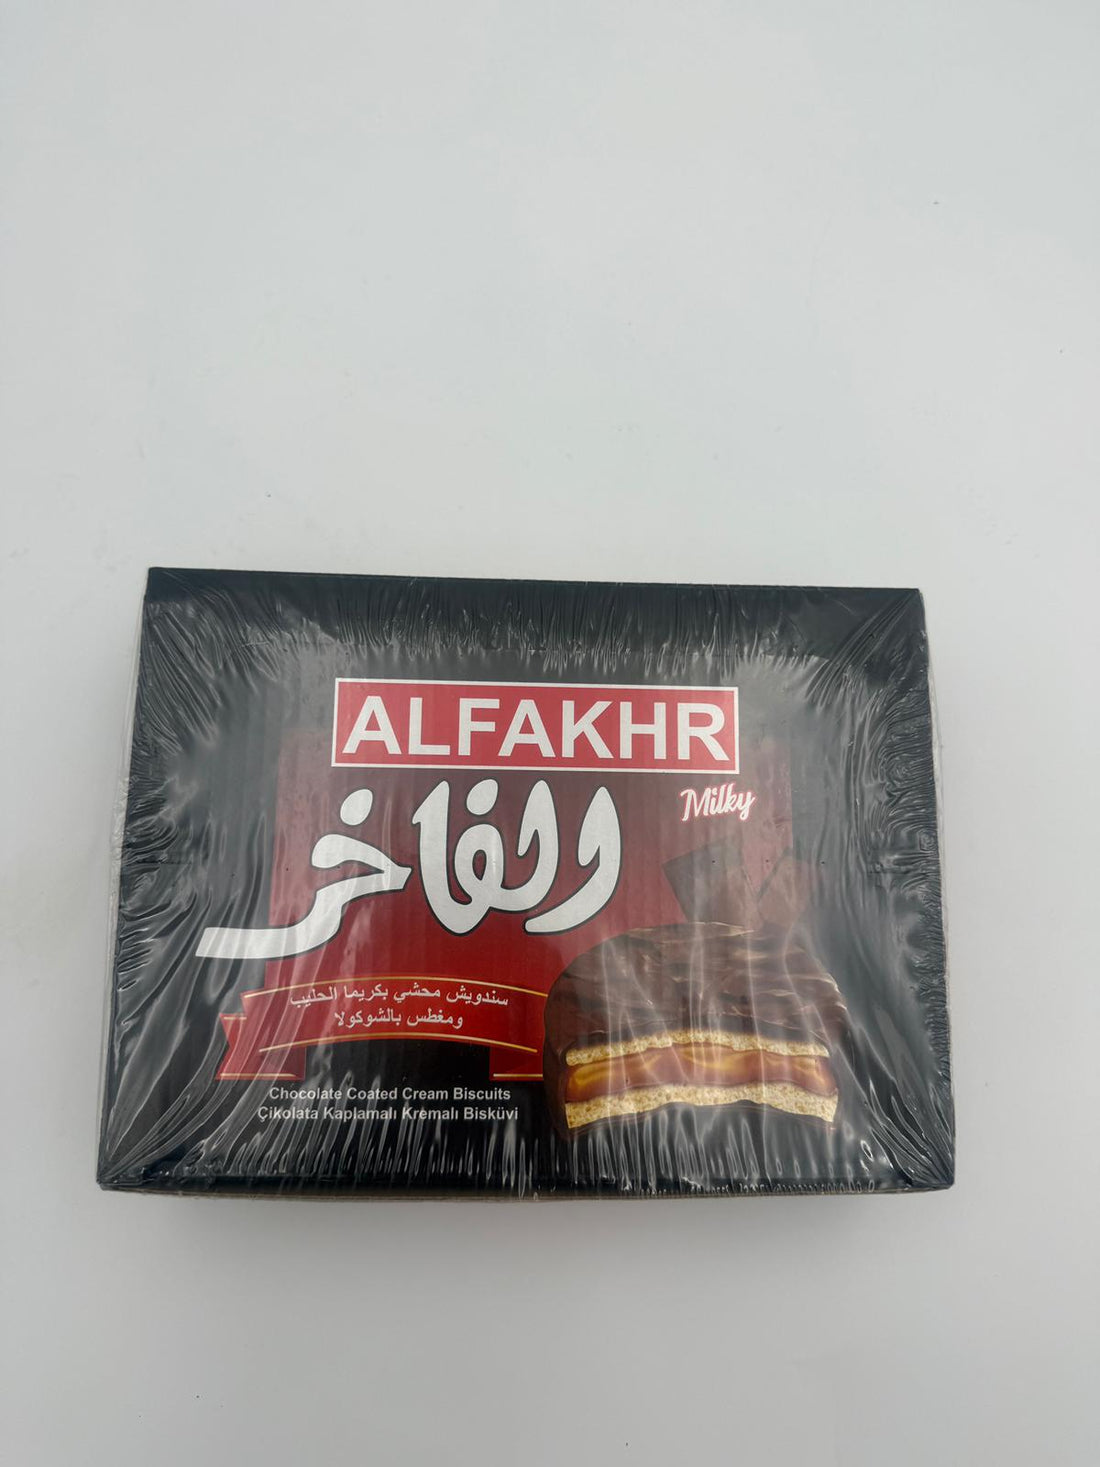 ALFAKHR
الفاخر
Milky
سندويش محشي بكريما الحليب
ومغطس بالشوكولا
Chocolate Coated Cream Biscuits
Çikolata Kaplamalı Kremalı Bisküvi